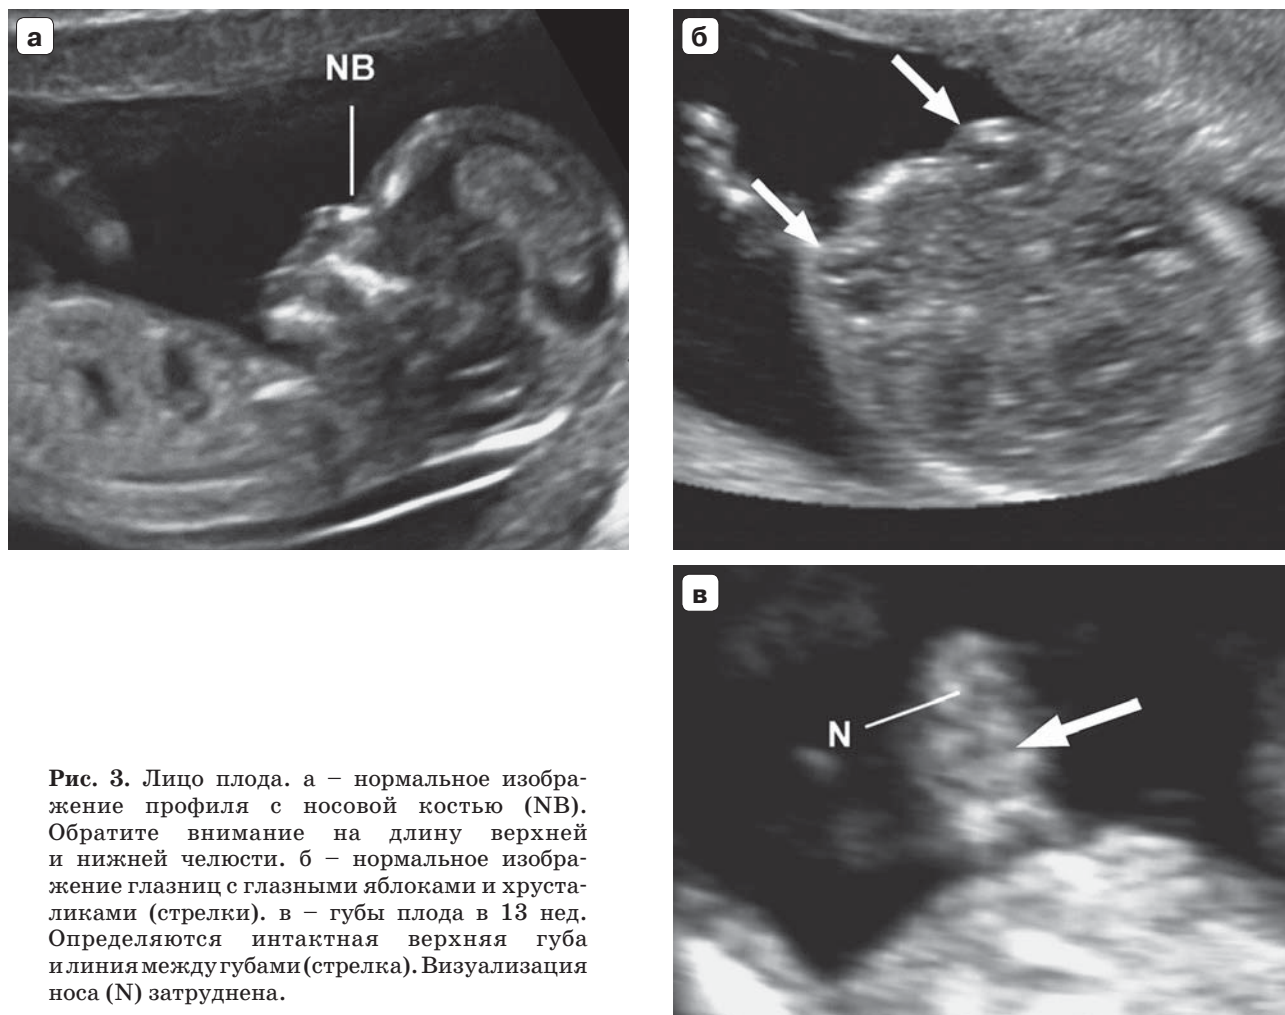 а
NB
б
в
N
Рис. 3. Лицо плода. а – нормальное изобра-
жение профиля с носовой костью (NB).
Обратите внимание на длину верхней
и нижней челюсти. б – нормальное изобра-
жение глазниц с глазными яблоками и хруста-
ликами (стрелки). в – губы плода в 13 нед.
Определяются интактная верхняя губа
и линия между губами (стрелка). Визуализация
носа (N) затруднена.